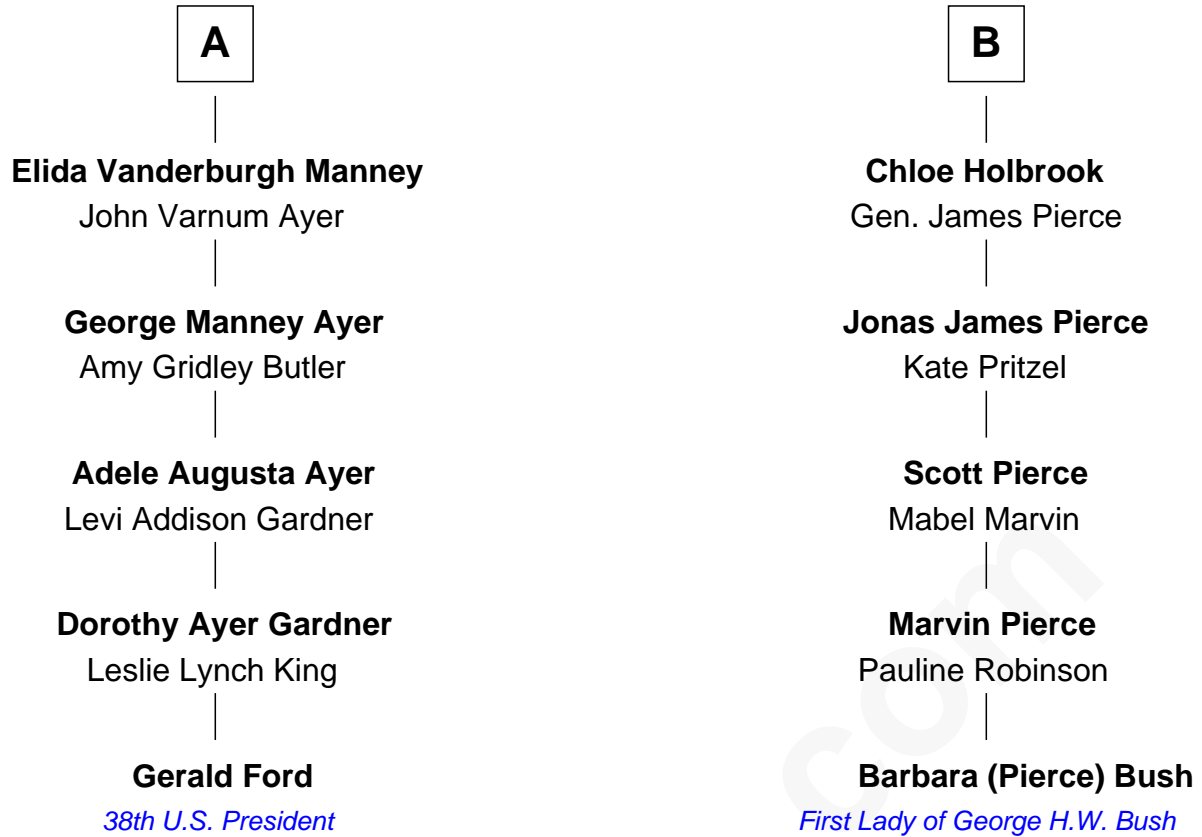 A
Elida Vanderburgh Manney
John Varnum Ayer
George Manney Ayer
Amy Gridley Butler
Adele Augusta Ayer
Levi Addison Gardner
Dorothy Ayer Gardner
Leslie Lynch King
Gerald Ford
38th U.S. President
B
Chloe Holbrook
Gen. James Pierce
Jonas James Pierce
Kate Pritzel
Scott Pierce
Mabel Marvin
Marvin Pierce
Pauline Robinson
Barbara (Pierce) Bush
First Lady of George H.W. Bush
com